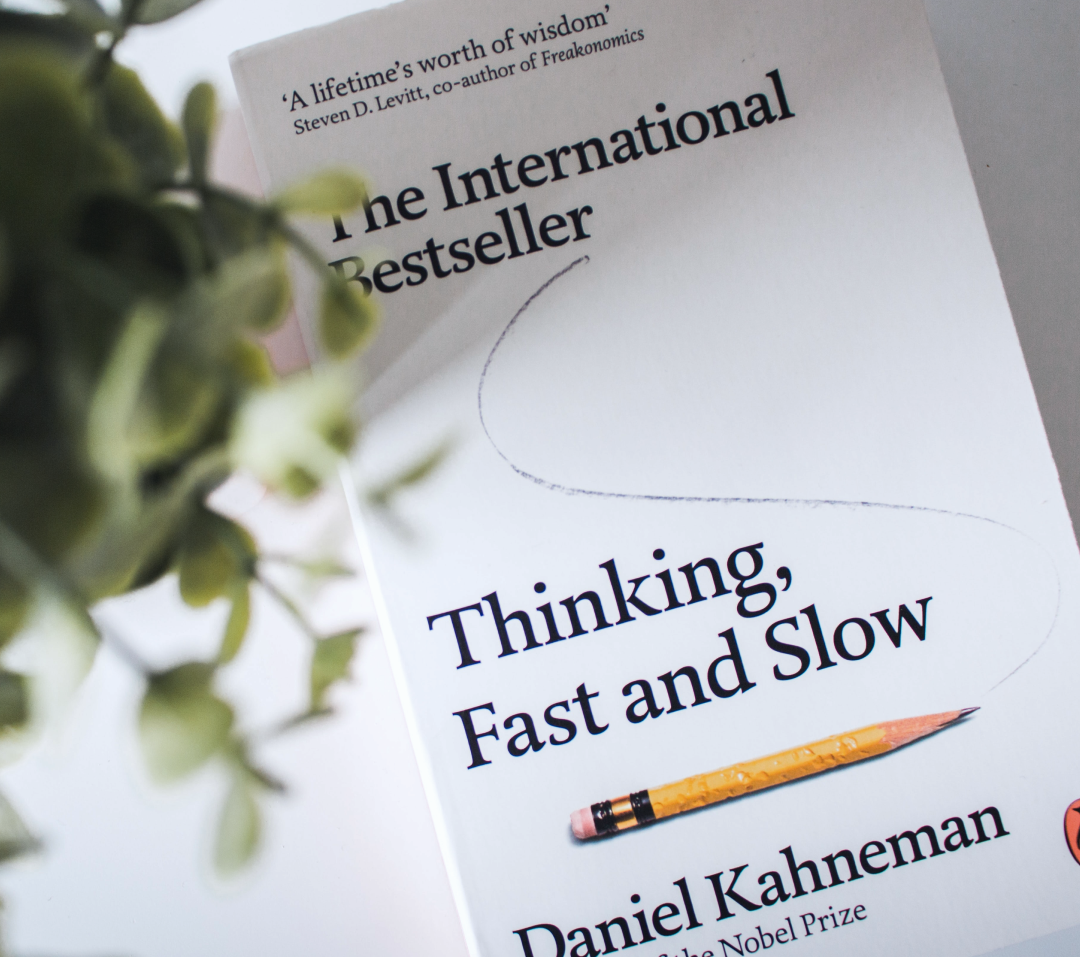 ‘A lifetime’s worth of wisdom’
Steven D. Levitt, co-author of Freakonomics
The International
Bestseller
Thinking,
Fast and Slow
Daniel Kahneman
the Nobel Prize